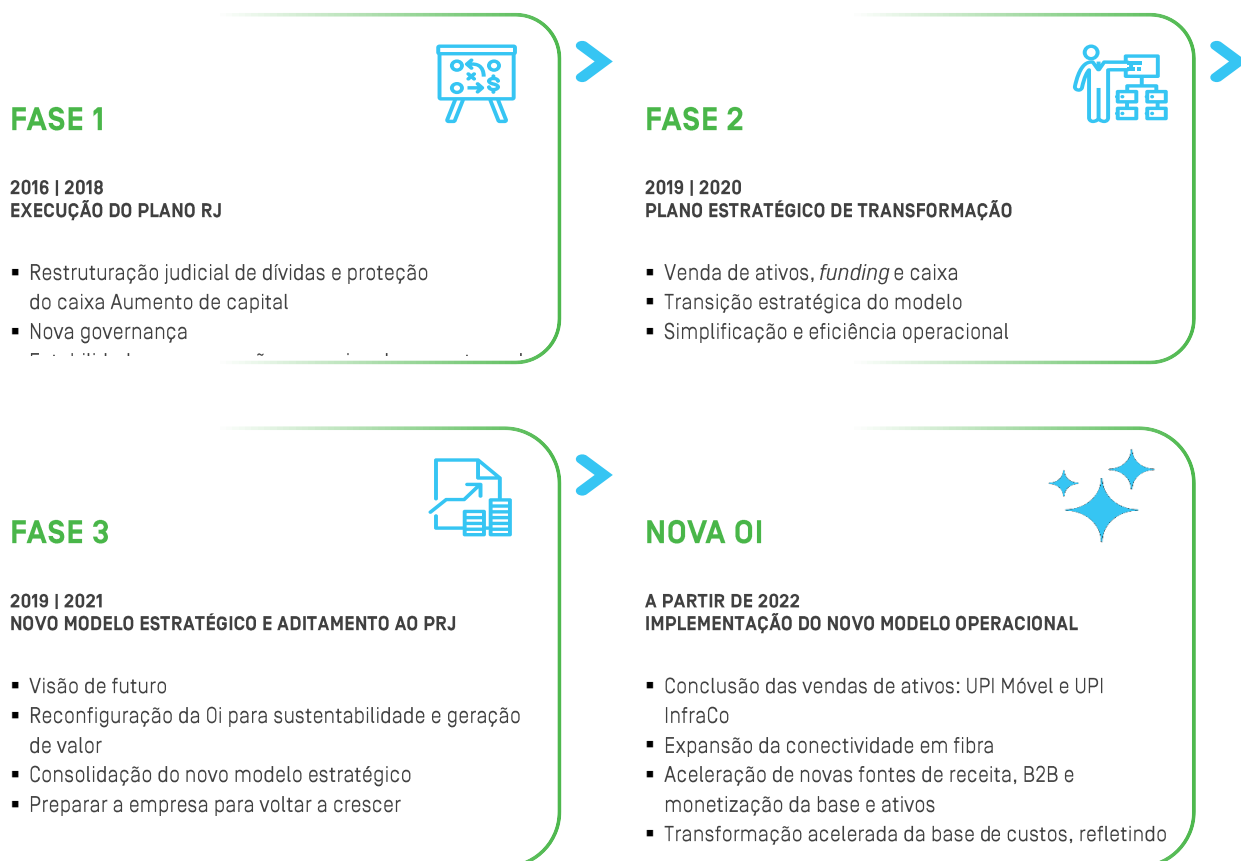 FASE 1
2016 | 2018
EXECUÇÃO DO PLANO RJ
▪ Restruturação judicial de dívidas e proteção
do caixa Aumento de capital
▪ Nova governança
FASE 2
2019 | 2020
PLANO ESTRATÉGICO DE TRANSFORMAÇÃO
▪ Venda de ativos, funding e caixa
▪ Transição estratégica do modelo
▪ Simplificação e eficiência operacional
FASE 3
2019 | 2021
NOVO MODELO ESTRATÉGICO E ADITAMENTO AO PRJ
▪ Visão de futuro
▪ Reconfiguração da Oi para sustentabilidade e geração
de valor
▪ Consolidação do novo modelo estratégico
▪ Preparar a empresa para voltar a crescer
NOVA OI
A PARTIR DE 2022
IMPLEMENTAÇÃO DO NOVO MODELO OPERACIONAL
▪ Conclusão das vendas de ativos: UPI Móvel e UPI
InfraCo
▪ Expansão da conectividade em fibra
▪ Aceleração de novas fontes de receita, B2B e
monetização da base e ativos
▪ Transformação acelerada da base de custos, refletindo